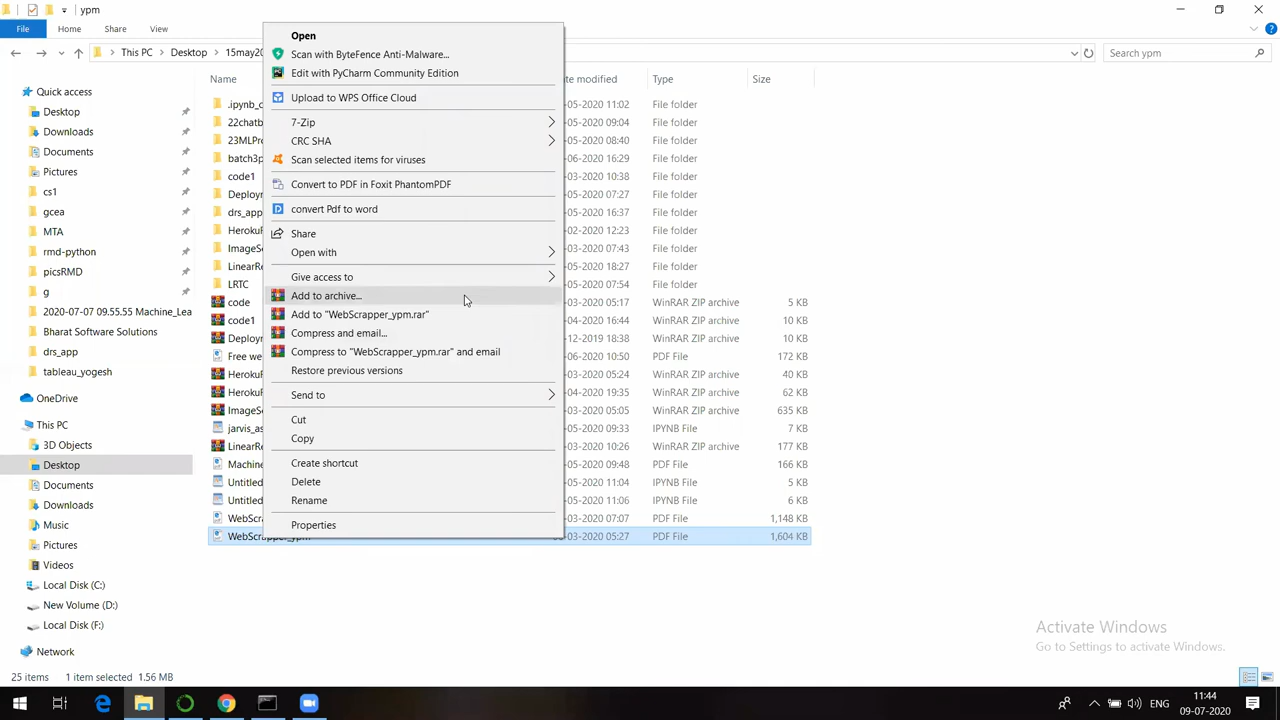 ypm
File
Home
Share
View
This PC
Desktop
15may20
Search ypm
Name
te modified
Type
Size
Quick access
Desktop
Downloads
Documents
Pictures
cs1
gcea
MTA
rmd-python
picsRMD
g
2020-07-07 09.55.55 Machine_Lea
Bharat Software Solutions
drs_app
tableau_yogesh
OneDrive
This PC
3D Objects
Desktop
Documents
Downloads
Music
Pictures
Videos
Local Disk (C:)
New Volume (D:)
Local Disk (F:)
Network
.ipynb_c
-05-2020 11:02 File folder
22chatb
-05-2020 09:04 File folder
23MLPro
-05-2020 08:40 File folder
batch3p
-06-2020 16:29 File folder
code1
-03-2020 10:38 File folder
Deployn
-05-2020 07:27 File folder
drs_app
-05-2020 16:37 File folder
HerokuF
-02-2020 12:23 File folder
ImageSc
-03-2020 07:43 File folder
LinearRe
-05-2020 18:27 File folder
LRTC
-05-2020 07:54 File folder
code
-03-2020 05:17 WinRAR ZIP archive 5 KB
code1
-04-2020 16:44 WinRAR ZIP archive 10 KB
Deployn
-12-2019 18:38 WinRAR ZIP archive 10 KB
Free we
-06-2020 10:50 PDF File 172 KB
HerokuF
-03-2020 05:24 WinRAR ZIP archive 40 KB
HerokuF
-04-2020 19:35 WinRAR ZIP archive 62 KB
ImageSc
-03-2020 05:05 WinRAR ZIP archive 635 KB
jarvis_as
-05-2020 09:33 IPYNB File 7 KB
LinearRe
-03-2020 10:26 WinRAR ZIP archive 177 KB
Machine
-05-2020 09:48 PDF File 166 KB
Untitled
-05-2020 11:04 IPYNB File 5 KB
Untitled
-05-2020 11:06 IPYNB File 6 KB
WebScra
-03-2020 07:07 PDF File 1,148 KB
WebScrapper_ypm
-03-2020 05:27 PDF File 1,604 KB
Open
Scan with ByteFence Anti-Malware...
Edit with PyCharm Community Edition
Upload to WPS Office Cloud
7-Zip
CRC SHA
Scan selected items for viruses
Convert to PDF in Foxit PhantomPDF
convert Pdf to word
Share
Open with
Give access to
Add to archive...
Add to "WebScrapper_ypm.rar"
Compress and email...
Compress to "WebScrapper_ypm.rar" and email
Restore previous versions
Send to
Cut
Copy
Create shortcut
Delete
Rename
Properties
Activate Windows
Go to Settings to activate Windows.
25 items
1 item selected 1.56 MB
ENG
11:44
09-07-2020